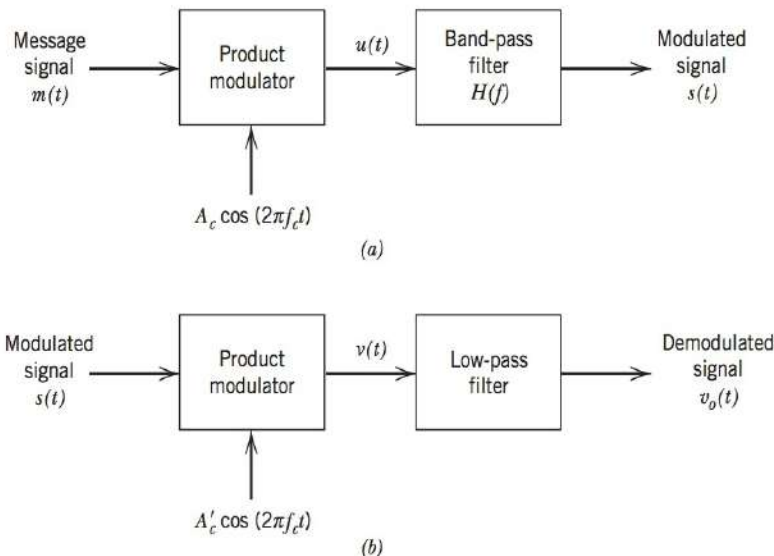 Message
signal
m(t)
Product
modulator
u(t)
Band-pass
filter
H(f)
Modulated
signal
s(t)
A_c cos (2πf_ct)
(a)
Modulated
signal
s(t)
Product
modulator
v(t)
Low-pass
filter
Demodulated
signal
v_o(t)
A'_c cos (2πf_ct)
(b)